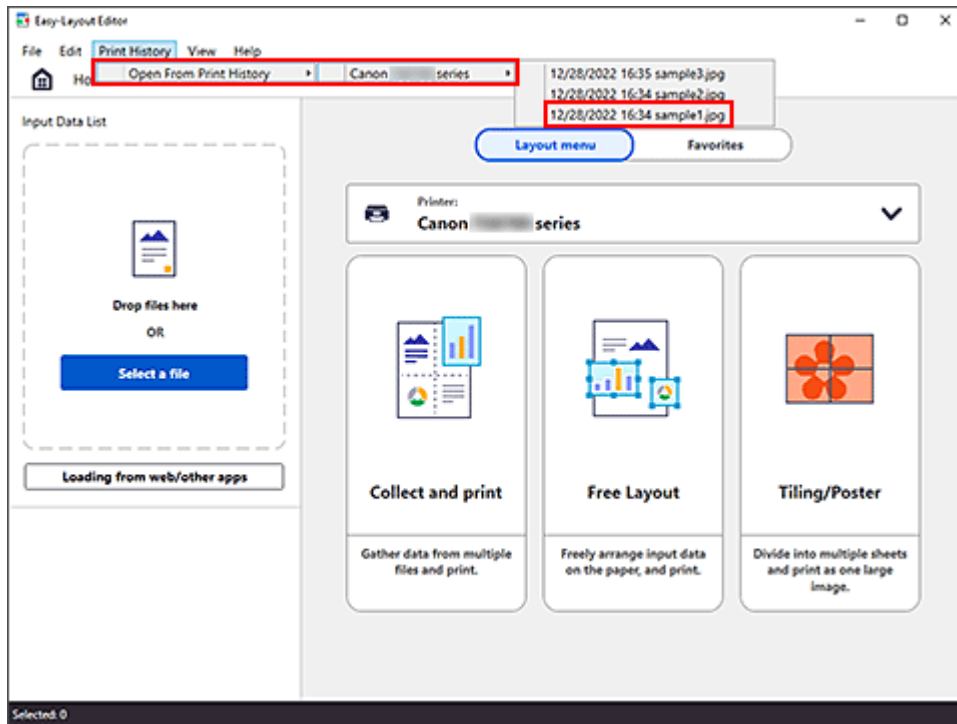 Easy-Layout Editor
File Edit Print History View Help
Open From Print History
Canon series
12/28/2022 16:35 sample3.jpg
12/28/2022 16:34 sample2.jpg
12/28/2022 16:34 sample1.jpg
Ho
Input Data List
Drop files here
OR
Select a file
Loading from web/other apps
Layout menu
Favorites
Printer:
Canon series
Collect and print
Gather data from multiple
files and print.
Free Layout
Freely arrange input data
on the paper, and print.
Tiling/Poster
Divide into multiple sheets
and print as one large
image.
Selected: 0